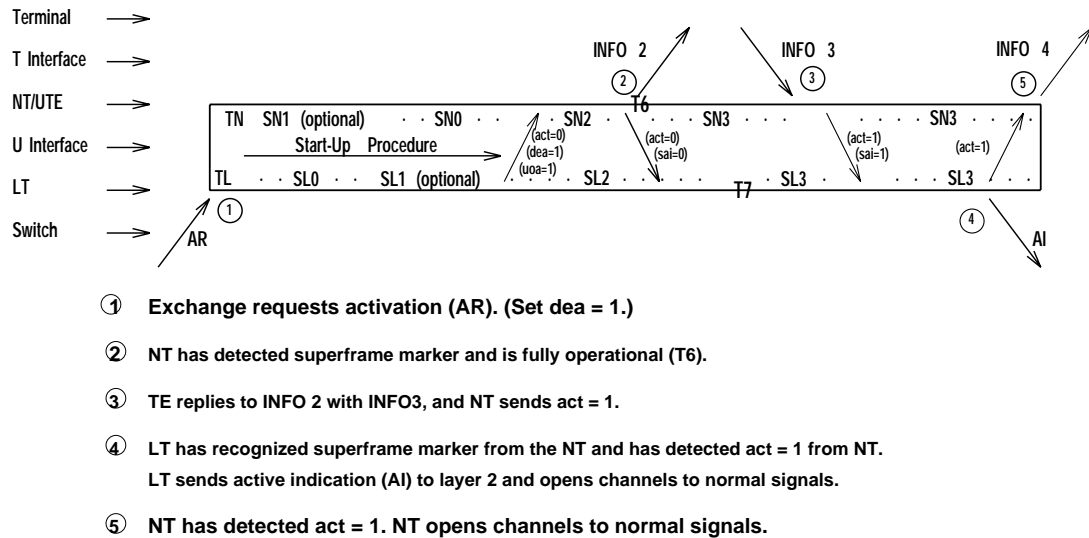 Terminal
T Interface
NT/UTE
U Interface
LT
Switch
INFO 2
INFO 3
INFO 4
2
3
5
T6
TN SN1 (optional) · · SN0 · · · SN2 · · · · SN3 · · · SN3 · · · ·
Start-Up Procedure
(act=0)
(dea=1)
(uoa=1)
(act=0)
(sai=0)
(act=1)
(sai=1)
(act=1)
TL · · SL0 · · SL1 (optional) · · · · · SL2 · · · · SL3 · · · SL3 · · · ·
T7
1
4
AR
AI
1 Exchange requests activation (AR). (Set dea = 1.)
2 NT has detected superframe marker and is fully operational (T6).
3 TE replies to INFO 2 with INFO3, and NT sends act = 1.
4 LT has recognized superframe marker from the NT and has detected act = 1 from NT.
LT sends active indication (AI) to layer 2 and opens channels to normal signals.
5 NT has detected act = 1. NT opens channels to normal signals.